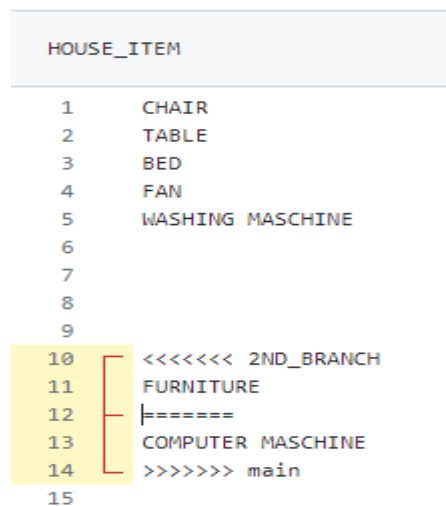 HOUSE_ITEM
1 CHAIR
2 TABLE
3 BED
4 FAN
5 WASHING MASCHINE
6
7
8
9
10 <<<<<<< 2ND_BRANCH
11 FURNITURE
12 =======
13 COMPUTER MASCHINE
14 >>>>>>> main
15